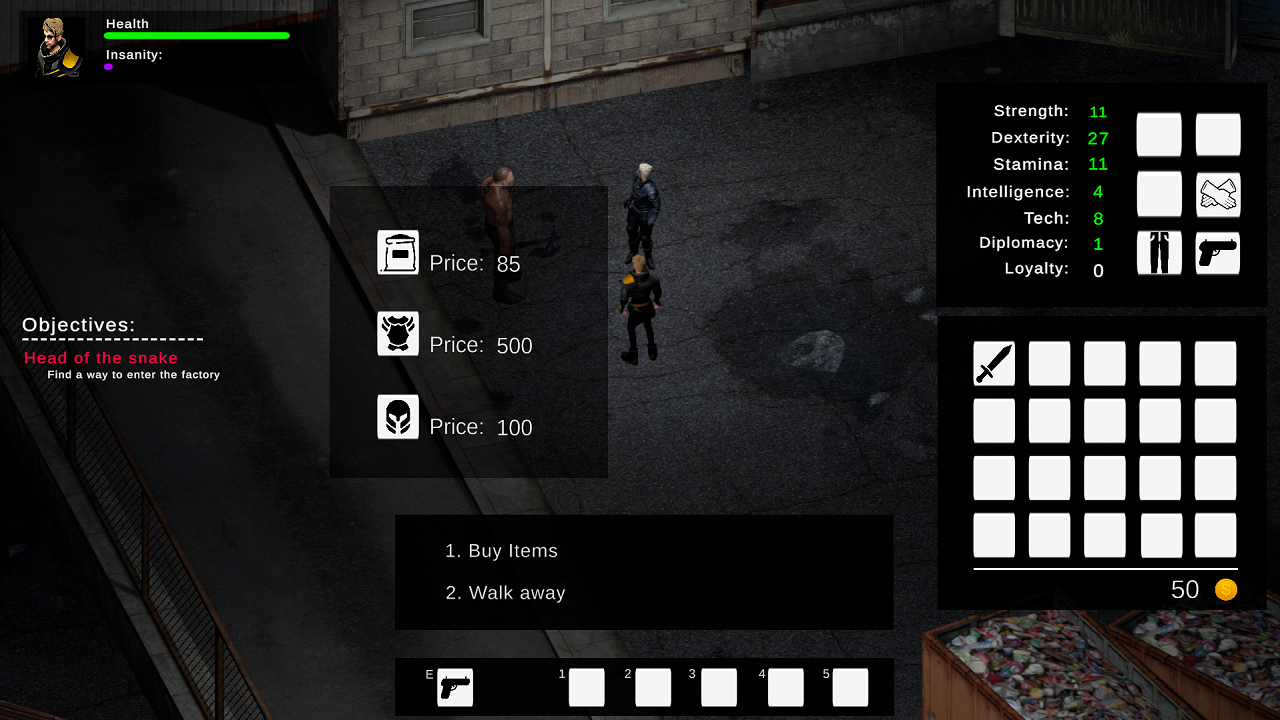 Health
Insanity:
Strength: 11
Dexterity: 27
Stamina: 11
Intelligence: 4
Tech: 8
Diplomacy: 1
Loyalty: 0
Price: 85
Price: 500
Price: 100
Objectives:
Head of the snake
Find a way to enter the factory
1. Buy Items
2. Walk away
50
$
E
1
2
3
4
5